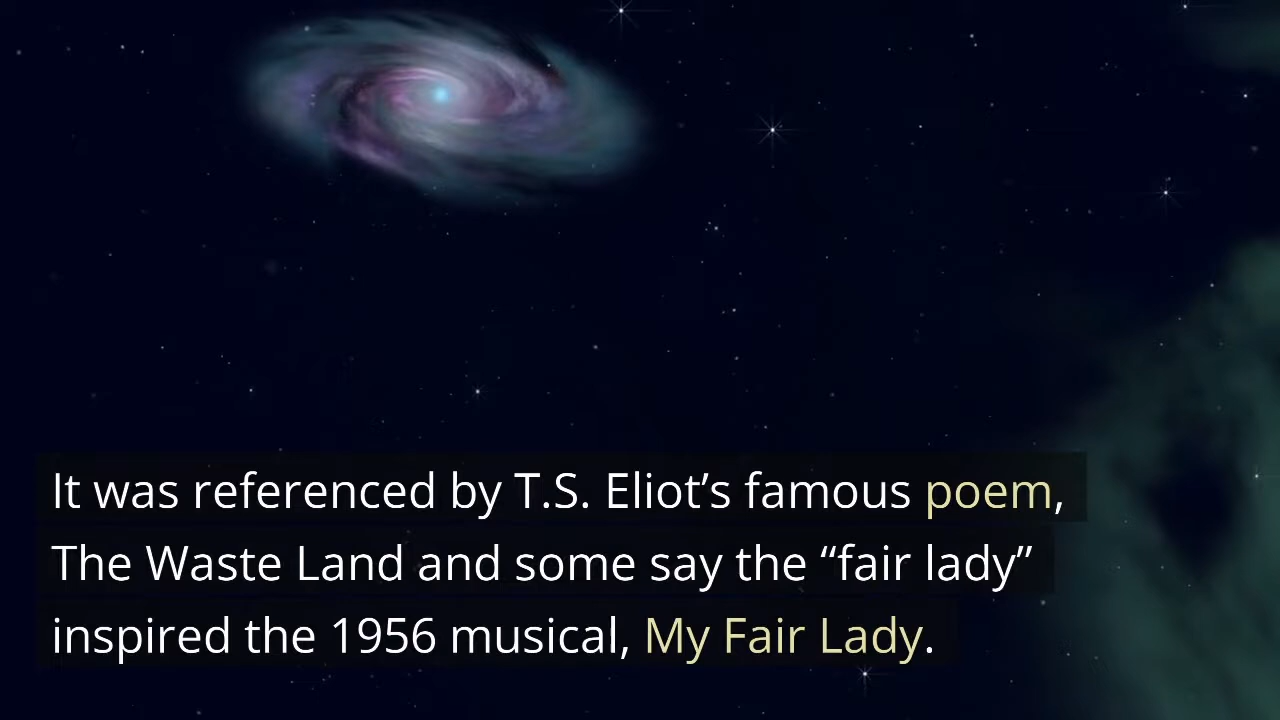 It was referenced by T.S. Eliot’s famous poem,
The Waste Land and some say the “fair lady”
inspired the 1956 musical, My Fair Lady.